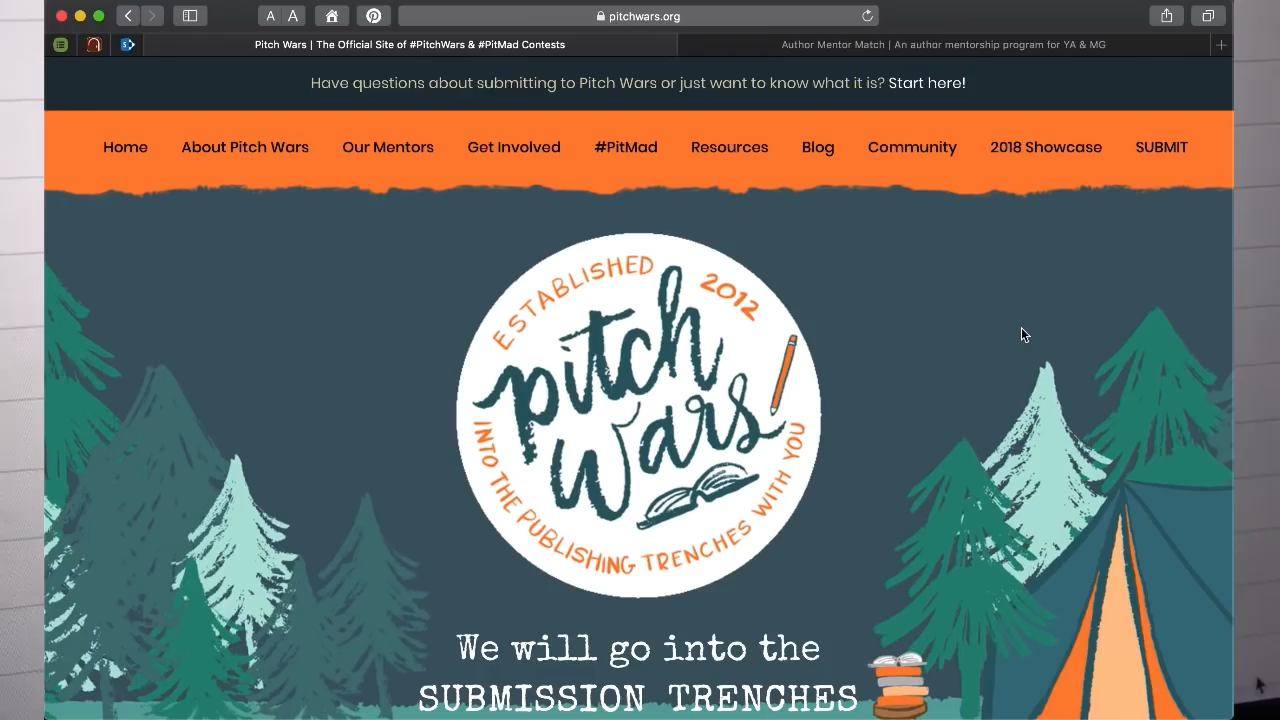 A A
pitchwars.org
Pitch Wars | The Official Site of #PitchWars & #PitMad Contests
Author Mentor Match | An author mentorship program for YA & MG
Have questions about submitting to Pitch Wars or just want to know what it is? Start here!
Home About Pitch Wars Our Mentors Get Involved #PitMad Resources Blog Community 2018 Showcase SUBMIT
ESTABLISHED 2012
pitch
wars
INTO THE PUBLISHING TRENCHES WITH YOU
We will go into the
SUBMISSION TRENCHES